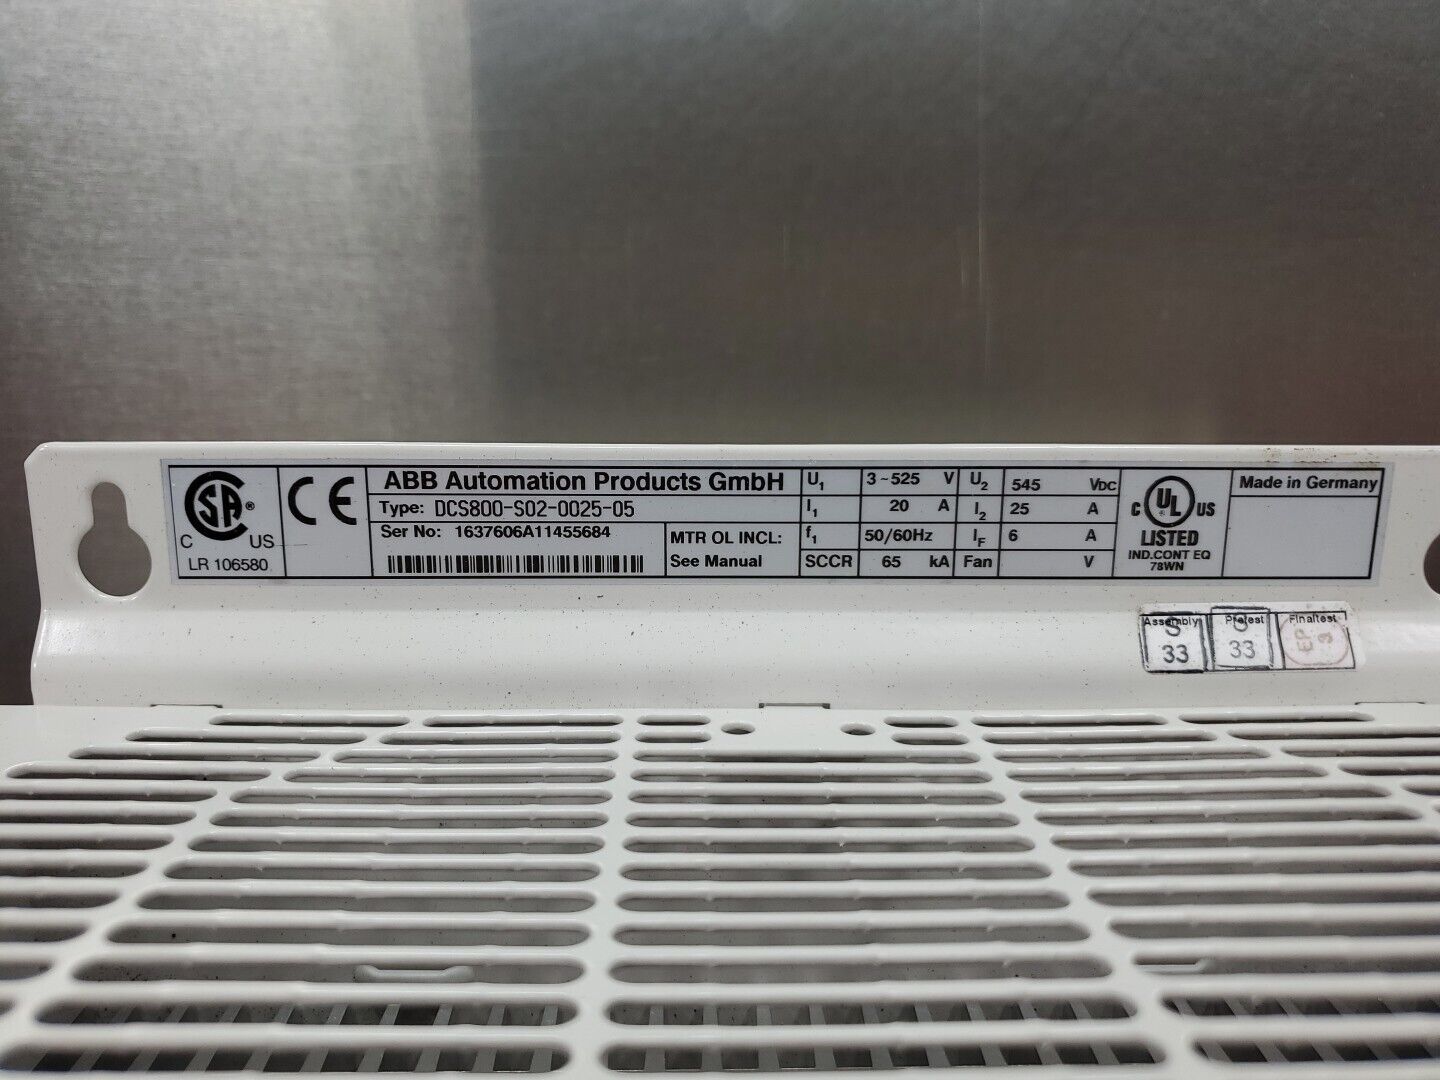 SA ®
C US
LR 106580
CE
ABB Automation Products GmbH
Type: DCS800-S02-0025-05
Ser No: 1637606A11455684
MTR OL INCL:
See Manual
U1 3~525 V U2 545 VDC
I1 20 A I2 25 A
f1 50/60Hz IF 6 A
SCCR 65 kA Fan V
C UL ® US
LISTED
IND.CONT EQ
78WN
Made in Germany
Assembly Pretest Finaltest
S S EP
33 33 3